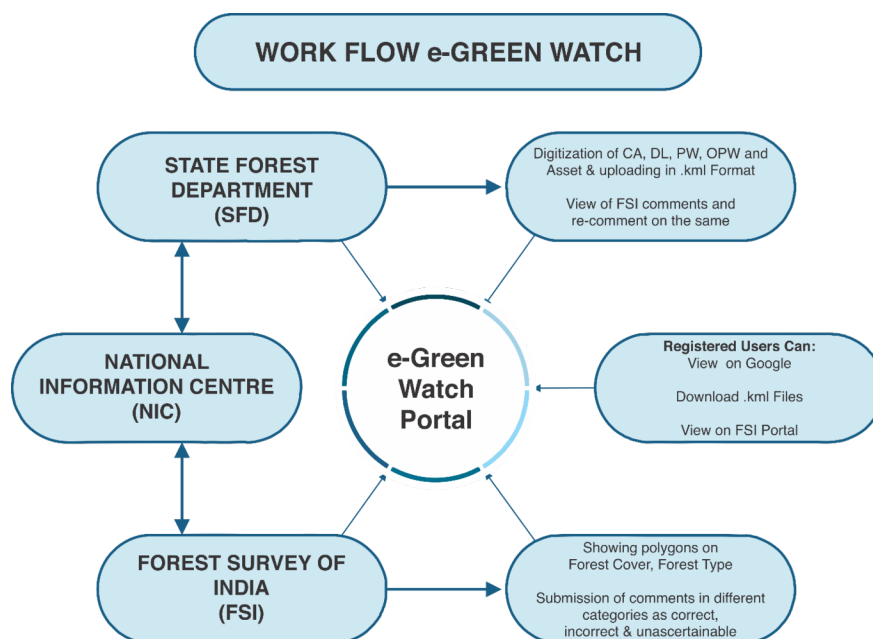 WORK FLOW e-GREEN WATCH
STATE FOREST
DEPARTMENT
(SFD)
Digitization of CA, DL, PW, OPW and
Asset & uploading in .kml Format
View of FSI comments and
re-comment on the same
NATIONAL
INFORMATION CENTRE
(NIC)
e-Green
Watch
Portal
Registered Users Can:
View on Google
Download .kml Files
View on FSI Portal
FOREST SURVEY OF
INDIA
(FSI)
Showing polygons on
Forest Cover, Forest Type
Submission of comments in different
categories as correct,
incorrect & unascertainable